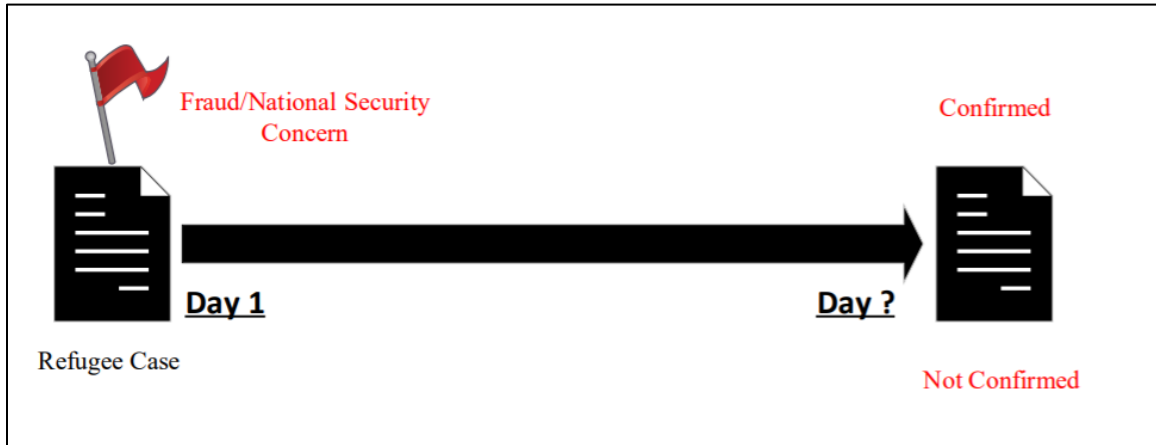 Fraud/National Security
Concern
Confirmed
Day 1
Day ?
Refugee Case
Not Confirmed